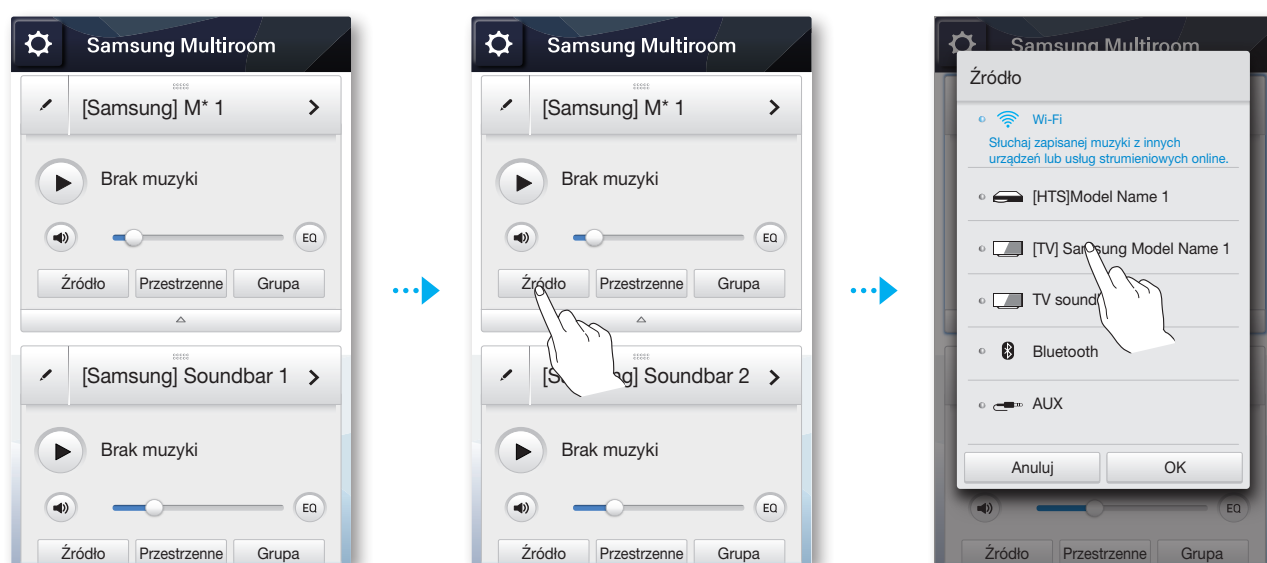 Samsung Multiroom
[Samsung] M* 1
Brak muzyki
EQ
Źródło
Przestrzenne
Grupa
[Samsung] Soundbar 1
Brak muzyki
EQ
Źródło
Przestrzenne
Grupa
Samsung Multiroom
[Samsung] M* 1
Brak muzyki
EQ
Źródło
Przestrzenne
Grupa
Soundbar 2
Brak muzyki
EQ
Źródło
Przestrzenne
Grupa
Samsung Multiroom
Źródło
Wi-Fi
Słuchaj zapisanej muzyki z innych
urządzeń lub usług strumieniowych online.
[HTS]Model Name 1
[TV] Samsung Model Name 1
TV
Bluetooth
AUX
Anuluj
OK
EQ
Źródło
Przestrzenne
Grupa